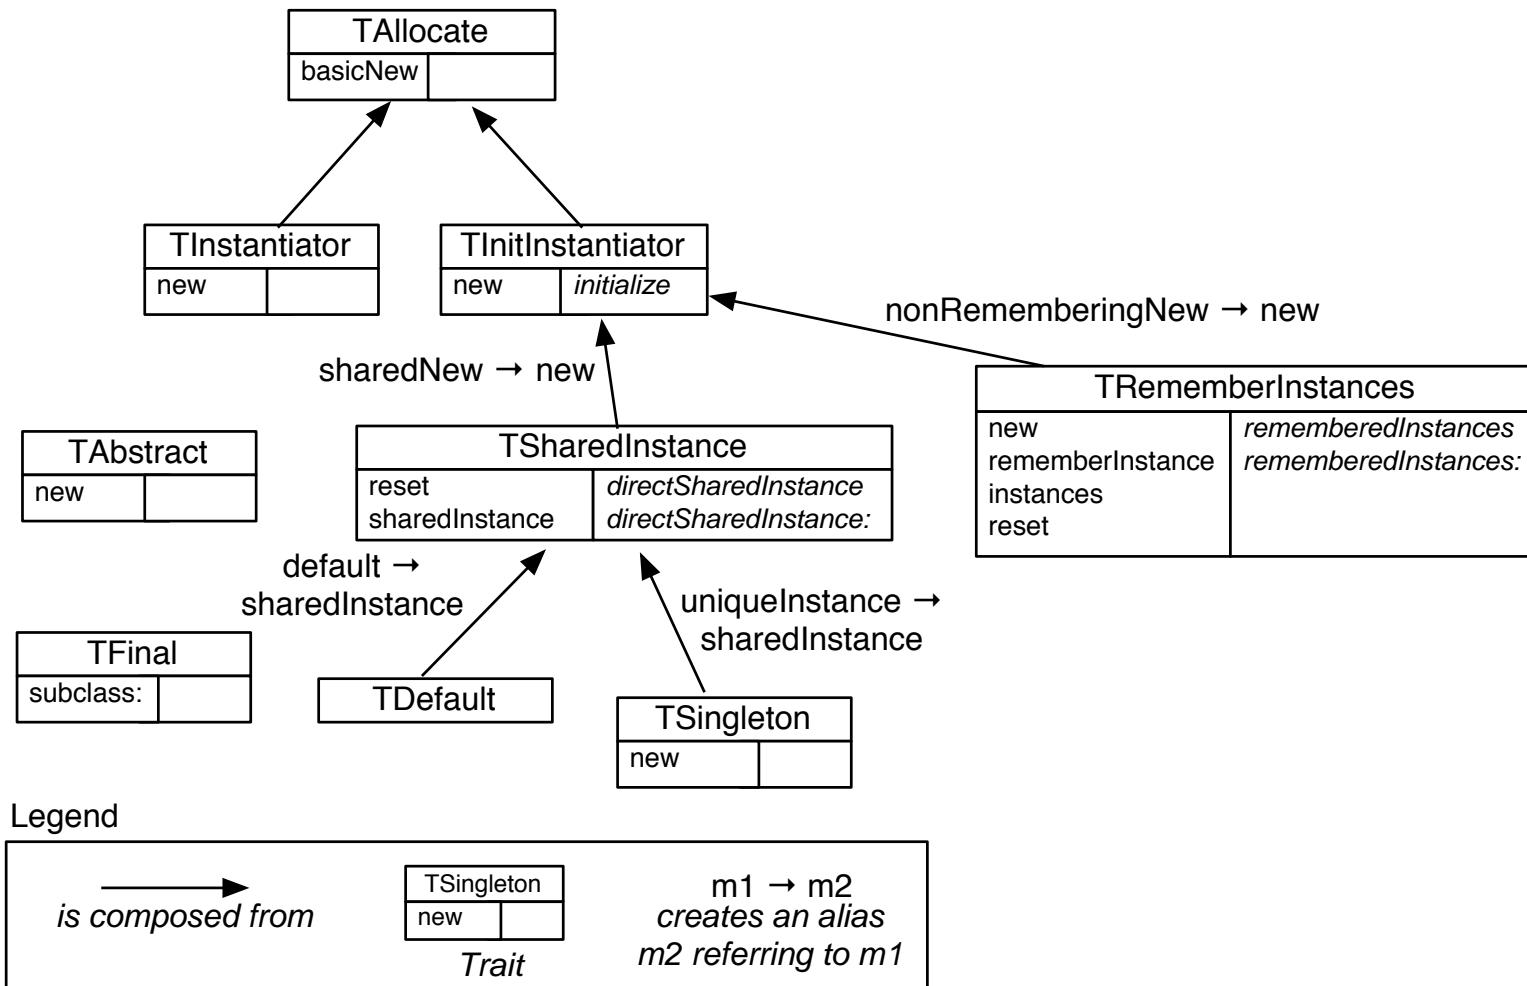 TAllocate
basicNew
TInstantiator
new
TInitInstantiator
new initialize
nonRememberingNew → new
sharedNew → new
TRememberInstances
new rememberedInstances
rememberInstance rememberedInstances:
instances
reset
TAbstract
new
TSharedInstance
reset directSharedInstance
sharedInstance directSharedInstance:
default →
sharedInstance
uniqueInstance →
sharedInstance
TFinal
subclass:
TDefault
TSingleton
new
Legend
is composed from
TSingleton
new
Trait
m1 → m2
creates an alias
m2 referring to m1